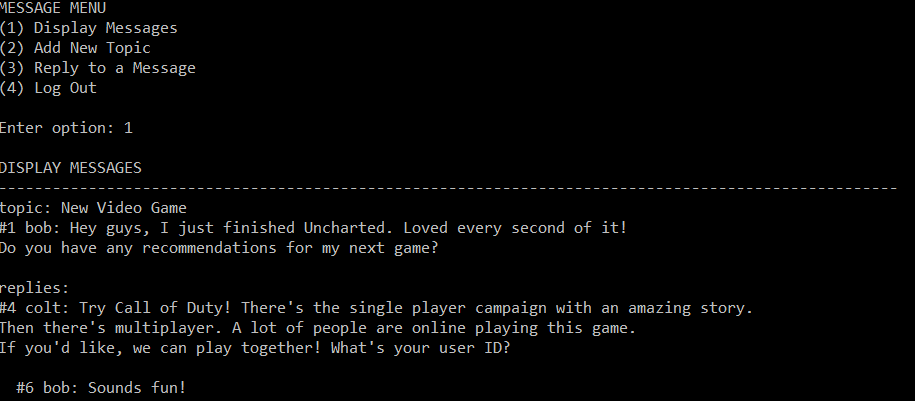 MESSAGE MENU
(1) Display Messages
(2) Add New Topic
(3) Reply to a Message
(4) Log Out
Enter option: 1
DISPLAY MESSAGES
----------------------------------------------------------------------------------------------------
topic: New Video Game
#1 bob: Hey guys, I just finished Uncharted. Loved every second of it!
Do you have any recommendations for my next game?
replies:
#4 colt: Try Call of Duty! There's the single player campaign with an amazing story.
Then there's multiplayer. A lot of people are online playing this game.
If you'd like, we can play together! What's your user ID?
#6 bob: Sounds fun!